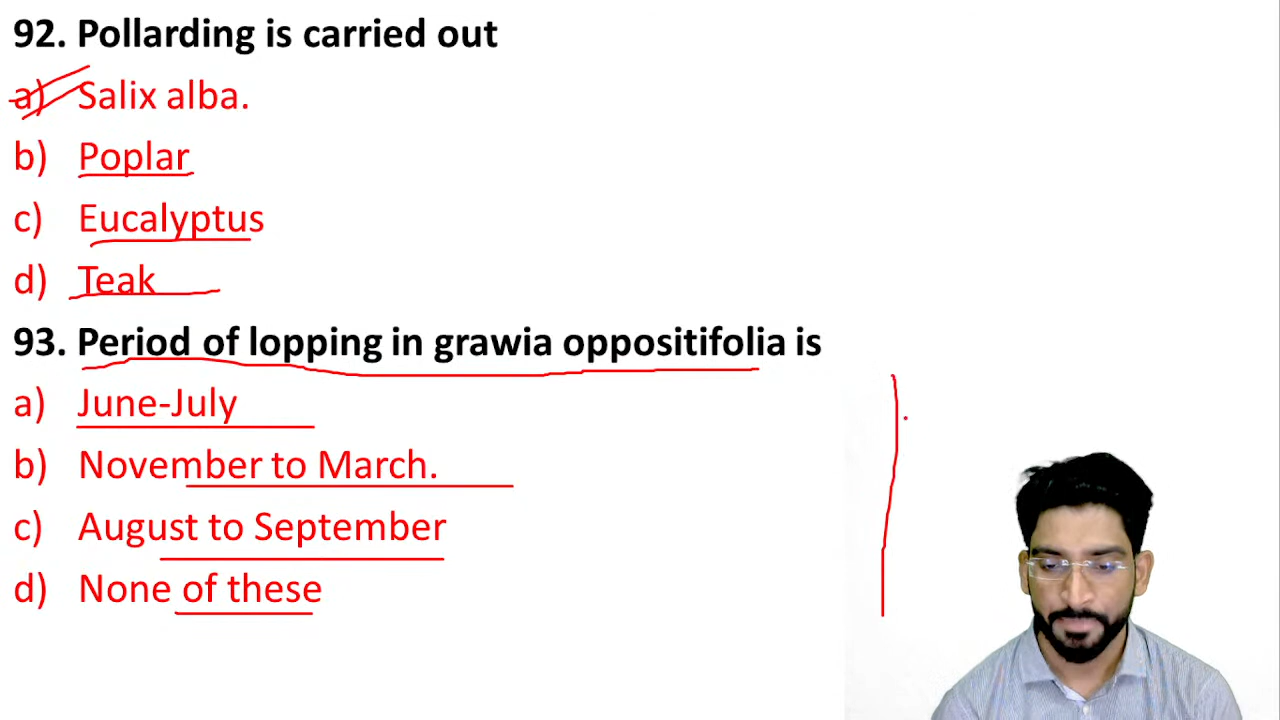 92. Pollarding is carried out
a) Salix alba.
b) Poplar
c) Eucalyptus
d) Teak
93. Period of lopping in grawia oppositifolia is
a) June-July
b) November to March.
c) August to September
d) None of these